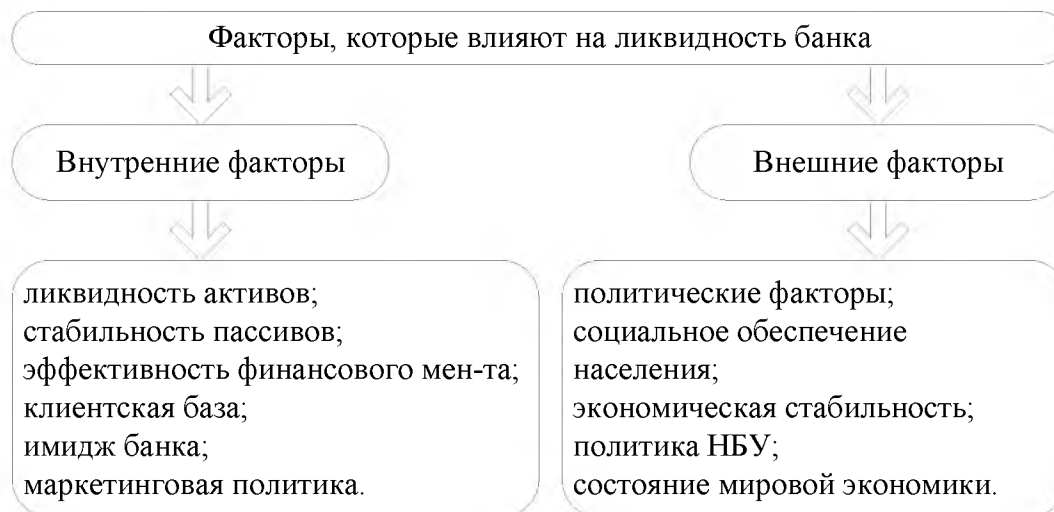 Факторы, которые влияют на ликвидность банка
Внутренние факторы
Внешние факторы
ликвидность активов;
стабильность пассивов;
эффективность финансового мен-та;
клиентская база;
имидж банка;
маркетинговая политика.
политические факторы;
социальное обеспечение
населения;
экономическая стабильность;
политика НБУ;
состояние мировой экономики.